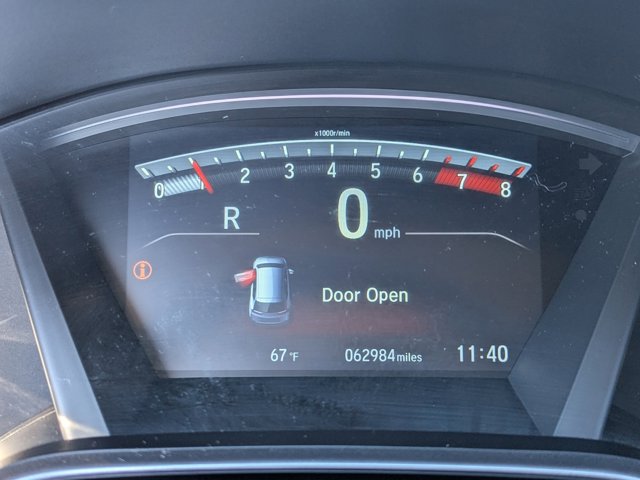 x1000r/min
0 1 2 3 4 5 6 7 8
R 0 mph
Door Open
67 °F 062984 miles 11:40